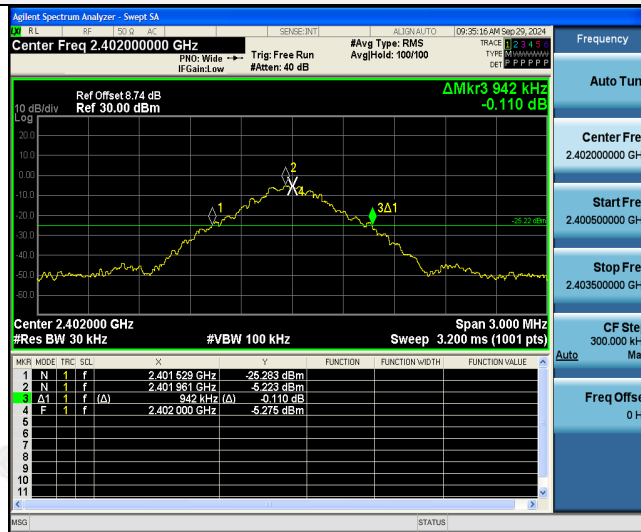 Agilent Spectrum Analyzer - Swept SA
LXI RL RF 50 Ω AC SENSE:INT ALIGN AUTO 09:35:16 AM Sep 29, 2024
Center Freq 2.402000000 GHz
PNO: Wide
IFGain:Low
Trig: Free Run
#Atten: 40 dB
#Avg Type: RMS
Avg|Hold: 100/100
TRACE 1 2 3 4 5 6
TYPE M
DET P P P P P P
Frequency
Ref Offset 8.74 dB
10 dB/div Ref 30.00 dBm
Log
ΔMkr3 942 kHz
-0.110 dB
20.0
10.0
0.00
-10.0
-20.0
-30.0
-40.0
-50.0
-60.0
1
2
4
3Δ1
-25.22 dBm
Center 2.402000 GHz Span 3.000 MHz
#Res BW 30 kHz #VBW 100 kHz Sweep 3.200 ms (1001 pts)
MKR MODE TRC SCL X Y FUNCTION FUNCTION WIDTH FUNCTION VALUE
1 N 1 f 2.401 529 GHz -25.283 dBm
2 N 1 f 2.401 961 GHz -5.223 dBm
3 Δ1 1 f (Δ) 942 kHz (Δ) -0.110 dB
4 F 1 f 2.402 000 GHz -5.275 dBm
5
6
7
8
9
10
11
MSG STATUS
Auto Tun
Center Fre
2.402000000 GH
Start Fre
2.400500000 GH
Stop Fre
2.403500000 GH
CF Ste
300.000 kH
Auto Ma
Freq Offse
0 H